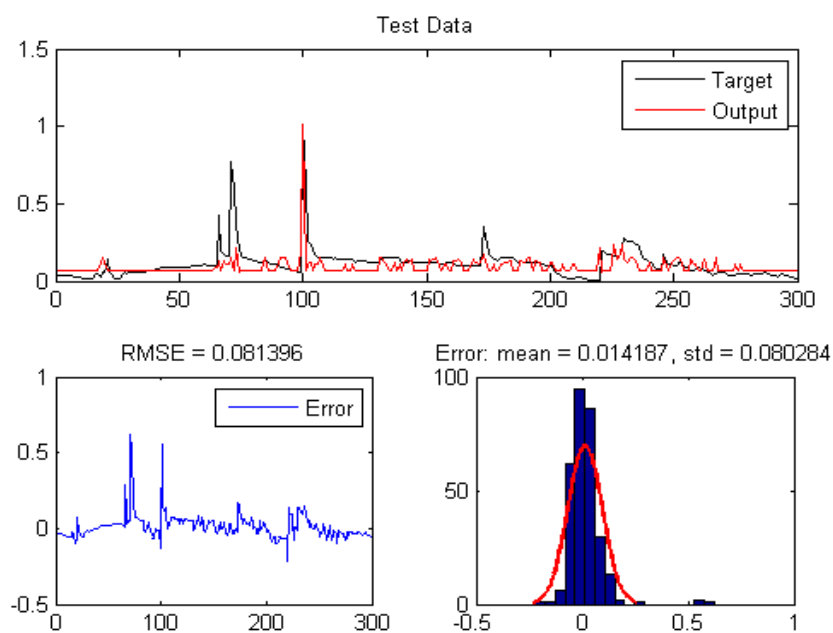 Test Data
1.5
1
0.5
0
Target
Output
0 50 100 150 200 250 300
RMSE = 0.081396
1
0.5
0
-0.5
Error
0 100 200 300
Error: mean = 0.014187, std = 0.080284
100
50
0
-0.5 0 0.5 1